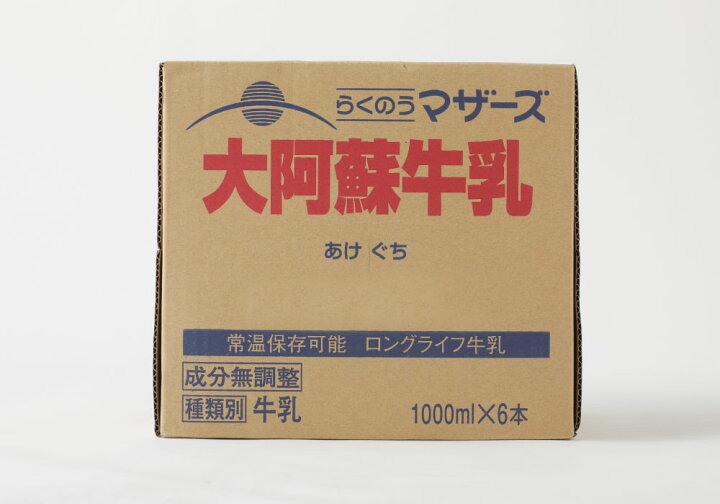 らくのうマザーズ
大阿蘇牛乳
あけ ぐち
常温保存可能 ロングライフ牛乳
成分無調整
種類別 牛乳 1000ml×6本